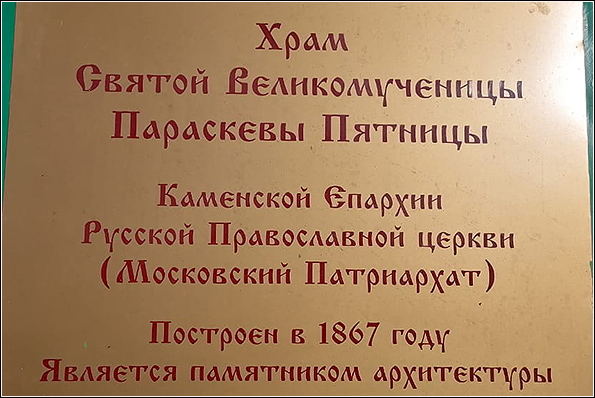 Храм
Святой Великомученицы
Параскевы Пятницы
Каменской Епархии
Русской Православной церкви
(Московский Патриархат)
Построен в 1867 году
Является памятником архитектуры